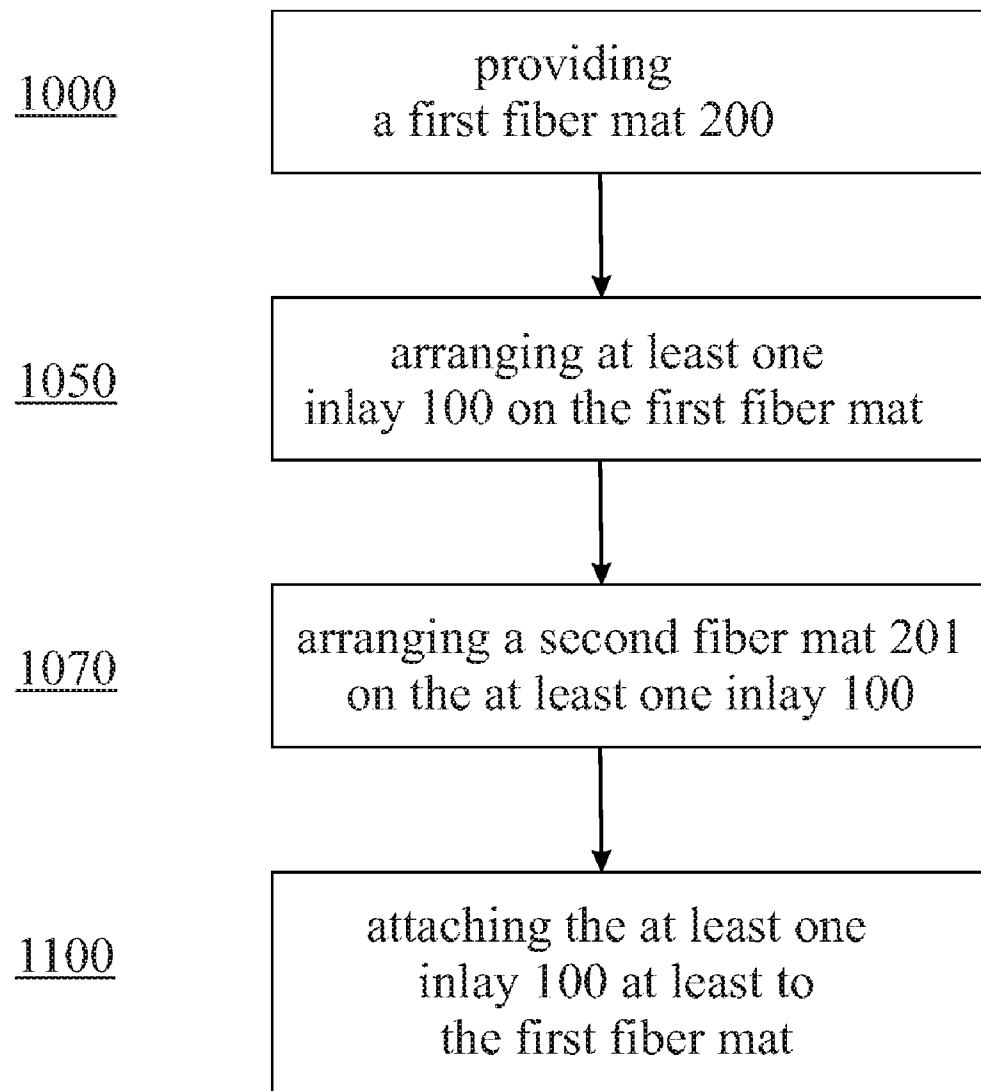 1000
providing
a first fiber mat 200
1050
arranging at least one
inlay 100 on the first fiber mat
1070
arranging a second fiber mat 201
on the at least one inlay 100
1100
attaching the at least one
inlay 100 at least to
the first fiber mat